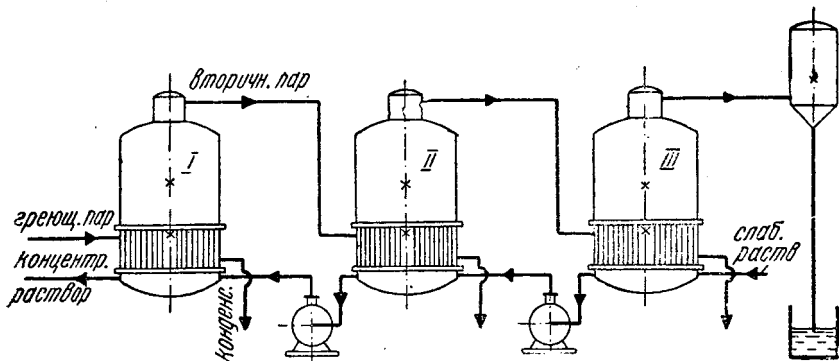 вторичн. пар
I
II
III
греющ. пар
концентр.
раствор
конденс.
слаб.
раств